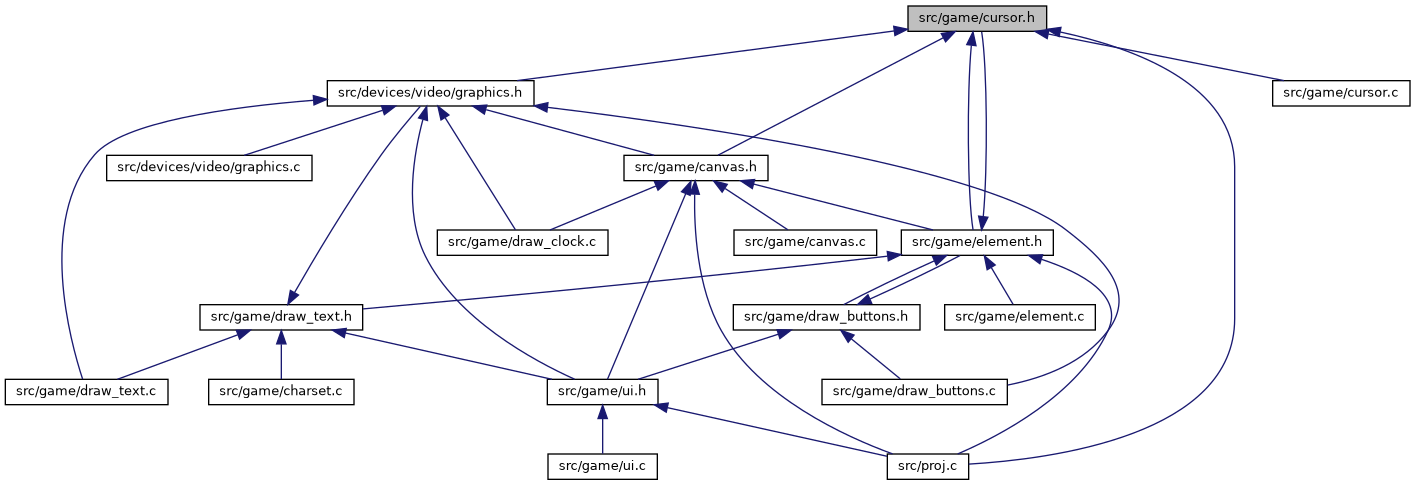 src/game/cursor.h
src/devices/video/graphics.h
src/game/cursor.c
src/devices/video/graphics.c
src/game/canvas.h
src/game/draw_clock.c
src/game/canvas.c
src/game/element.h
src/game/draw_text.h
src/game/draw_buttons.h
src/game/element.c
src/game/draw_text.c
src/game/charset.c
src/game/ui.h
src/game/draw_buttons.c
src/game/ui.c
src/proj.c